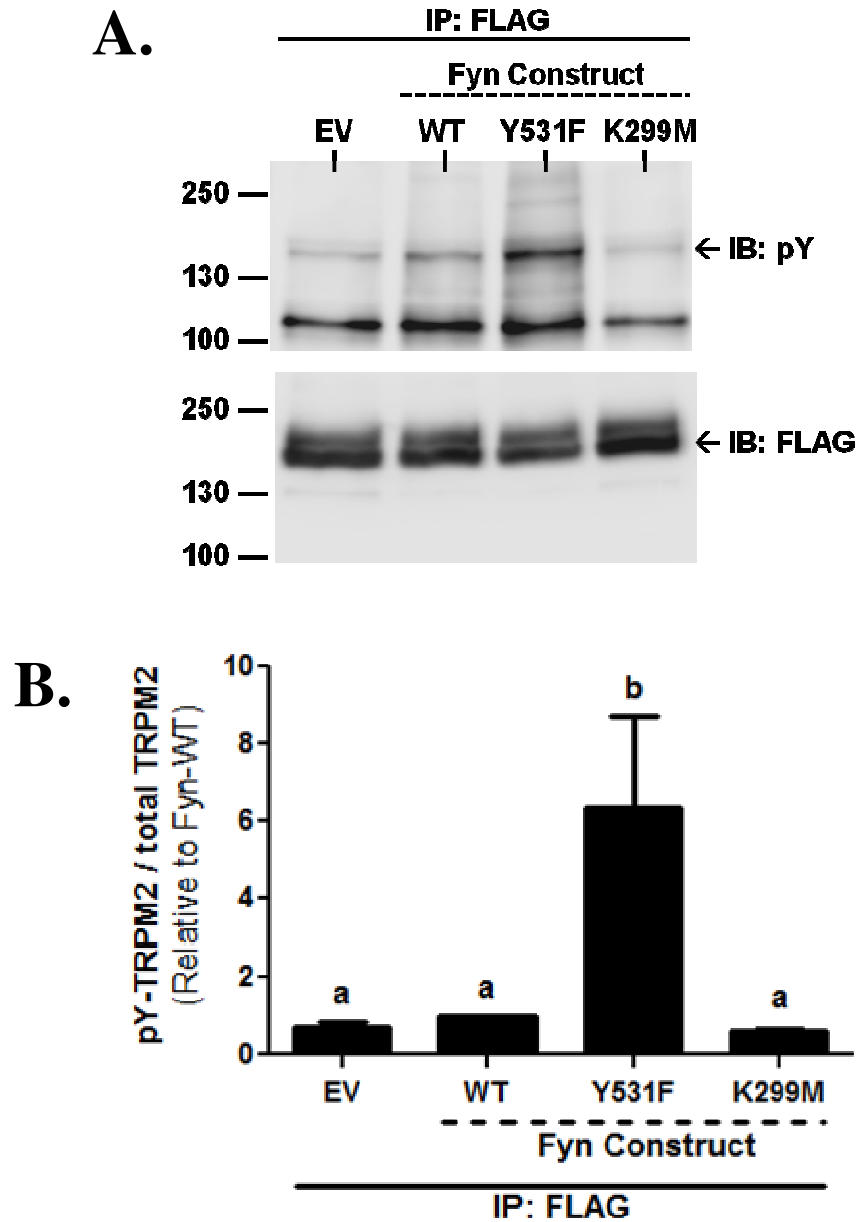 A.
IP: FLAG
Fyn Construct
EV WT Y531F K299M
250
130
100
← IB: pY
250
130
100
← IB: FLAG
B.
pY-TRPM2 / total TRPM2
(Relative to Fyn-WT)
10
8
6
4
2
0
a a b a
EV WT Y531F K299M
Fyn Construct
IP: FLAG